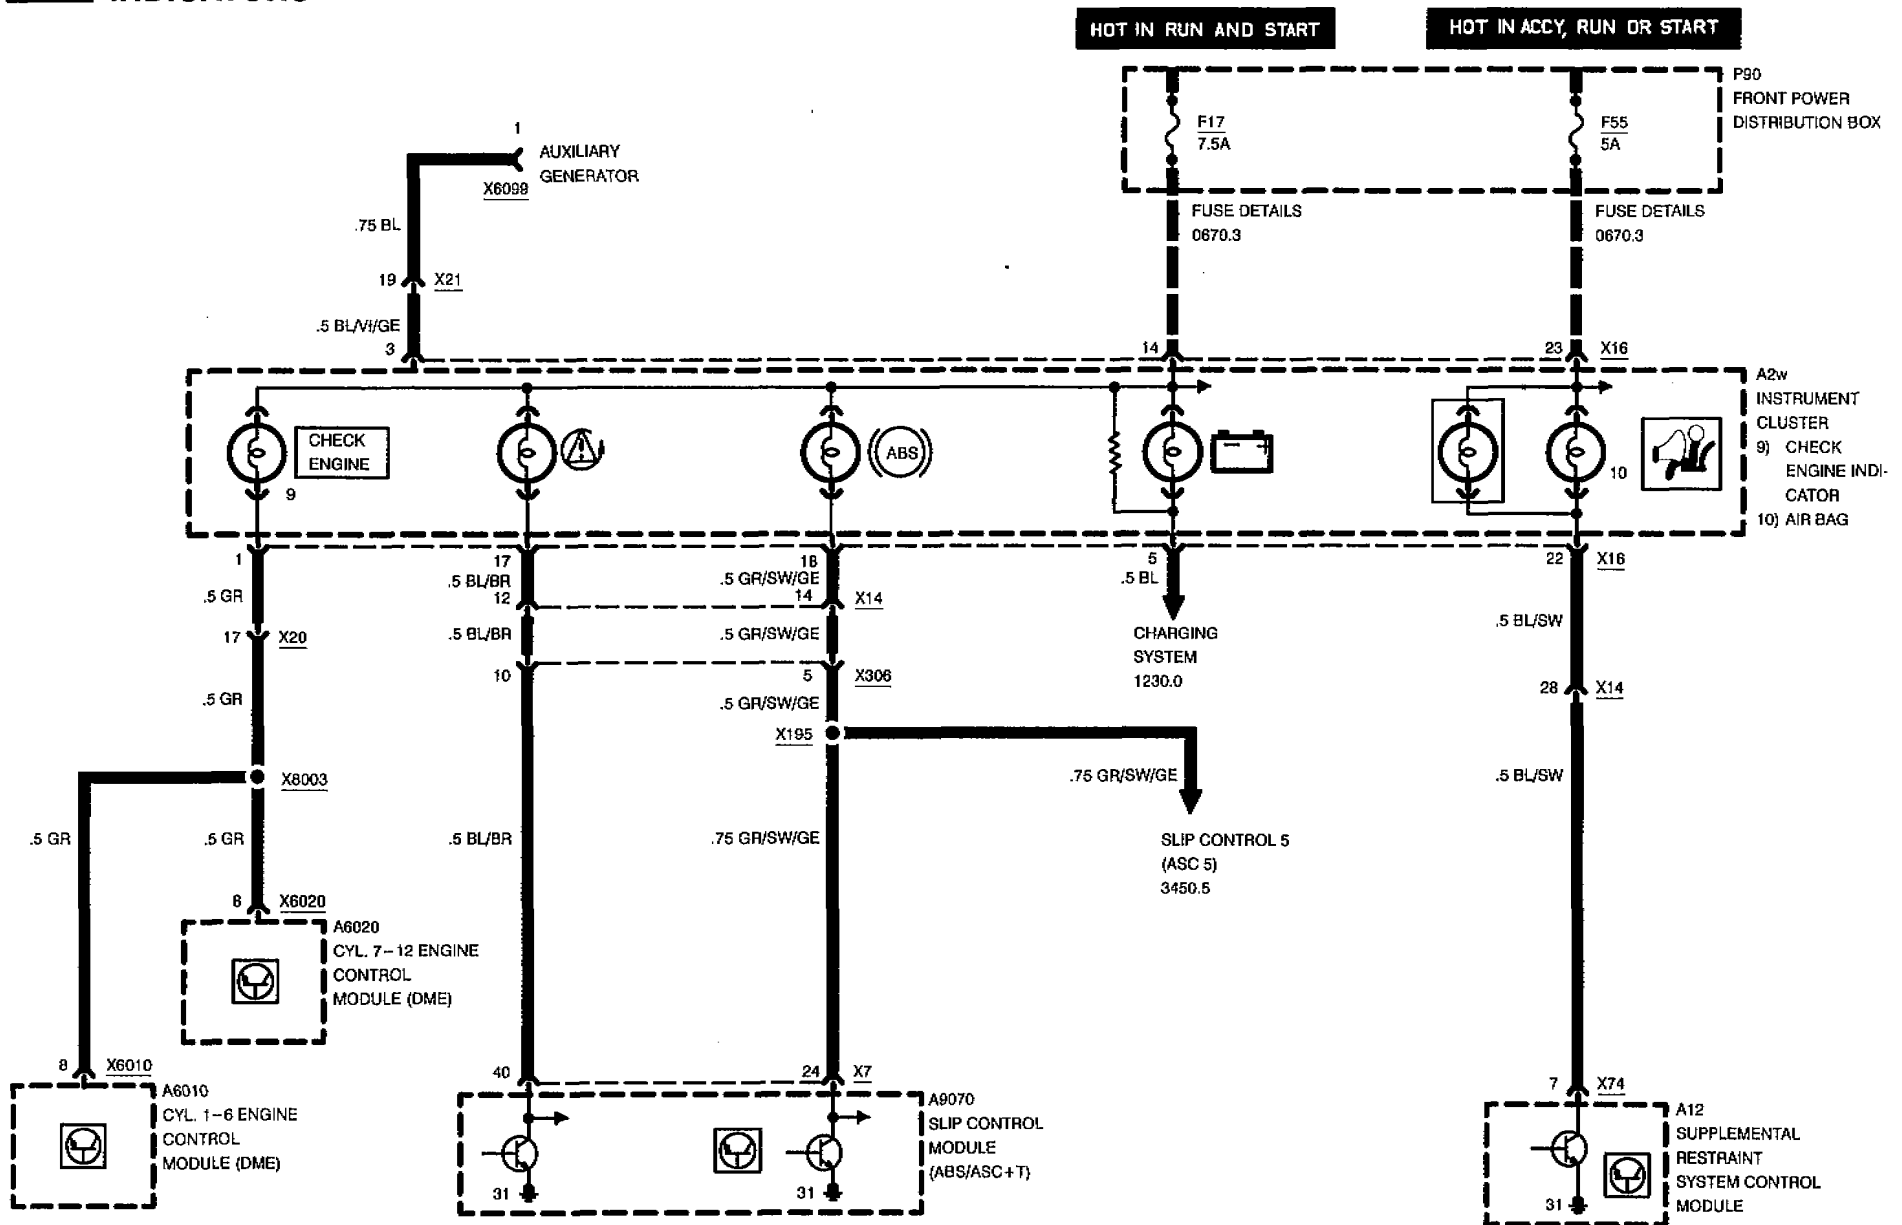 HOT IN RUN AND START
HOT IN ACCY, RUN OR START
P90
FRONT POWER
DISTRIBUTION BOX
F17
7.5A
F55
5A
1
AUXILIARY
GENERATOR
X6099
FUSE DETAILS
0670.3
FUSE DETAILS
0670.3
.75 BL
19
X21
.5 BL/VI/GE
3
14
23
X16
A2w
INSTRUMENT
CLUSTER
9) CHECK
ENGINE INDI-
CATOR
10) AIR BAG
CHECK
ENGINE
9
ABS
10
1
17
18
5
22
X16
.5 GR
.5 BL/BR
.5 GR/SW/GE
.5 BL
12
14
X14
17
X20
.5 BL/BR
.5 GR/SW/GE
.5 BL/SW
CHARGING
SYSTEM
1230.0
10
5
X306
28
X14
.5 GR
.5 GR/SW/GE
X195
X8003
.75 GR/SW/GE
.5 BL/SW
.5 GR
.5 GR
.5 BL/BR
.75 GR/SW/GE
SLIP CONTROL 5
(ASC 5)
3450.5
X6020
A6020
CYL. 7-12 ENGINE
CONTROL
MODULE (DME)
8
X6010
A6010
CYL. 1-6 ENGINE
CONTROL
MODULE (DME)
40
24
X7
A9070
SLIP CONTROL
MODULE
(ABS/ASC+T)
31
31
7
X74
A12
SUPPLEMENTAL
RESTRAINT
SYSTEM CONTROL
MODULE
31